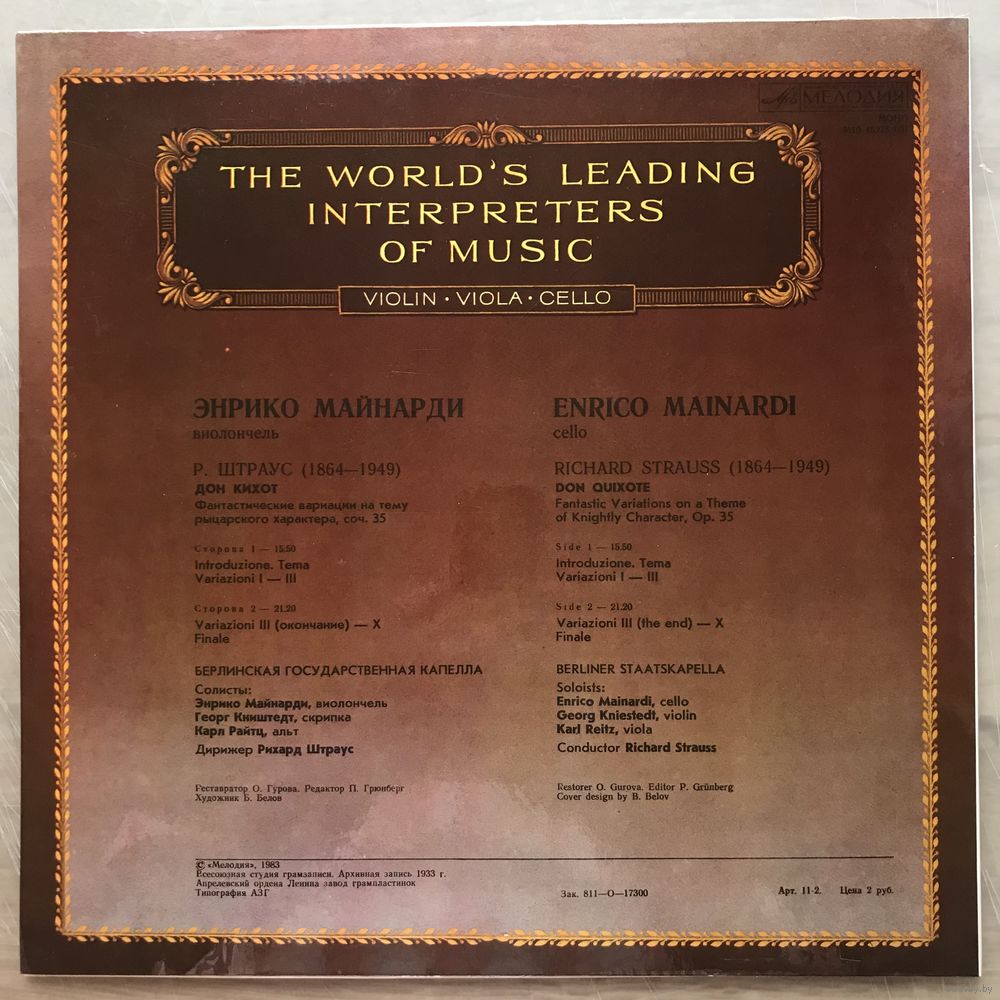 МЕЛОДИЯ
МОНО
THE WORLD'S LEADING
INTERPRETERS
OF MUSIC
VIOLIN · VIOLA · CELLO
ЭНРИКО МАЙНАРДИ
виолончель
Р. ШТРАУС (1864—1949)
ДОН КИХОТ
Фантастические вариации на тему
рыцарского характера, соч. 35
Сторона 1 — 15.50
Introduzione. Tema
Variazioni I — III
Сторона 2 — 21.20
Variazioni III (окончание) — X
Finale
БЕРЛИНСКАЯ ГОСУДАРСТВЕННАЯ КАПЕЛЛА
Солисты:
Энрико Майнарди, виолончель
Георг Кништедт, скрипка
Карл Райтц, альт
Дирижер Рихард Штраус
Реставратор О. Гурова. Редактор П. Грюнберг
Художник Б. Белов
ENRICO MAINARDI
cello
RICHARD STRAUSS (1864—1949)
DON QUIXOTE
Fantastic Variations on a Theme
of Knightly Character, Op. 35
Side 1 — 15.50
Introduzione. Tema
Variazioni I — III
Side 2 — 21.20
Variazioni III (the end) — X
Finale
BERLINER STAATSKAPELLA
Soloists:
Enrico Mainardi, cello
Georg Kniestedt, violin
Karl Reitz, viola
Conductor Richard Strauss
Restorer O. Gurova. Editor P. Grünberg
Cover design by B. Belov
© «Мелодия», 1983
Всесоюзная студия грамзаписи. Архивная запись 1933 г.
Апрелевский ордена Ленина завод грампластинок
Типография АЗГ
Зак. 811—О—17300
Арт. 11-2. Цена 2 руб.